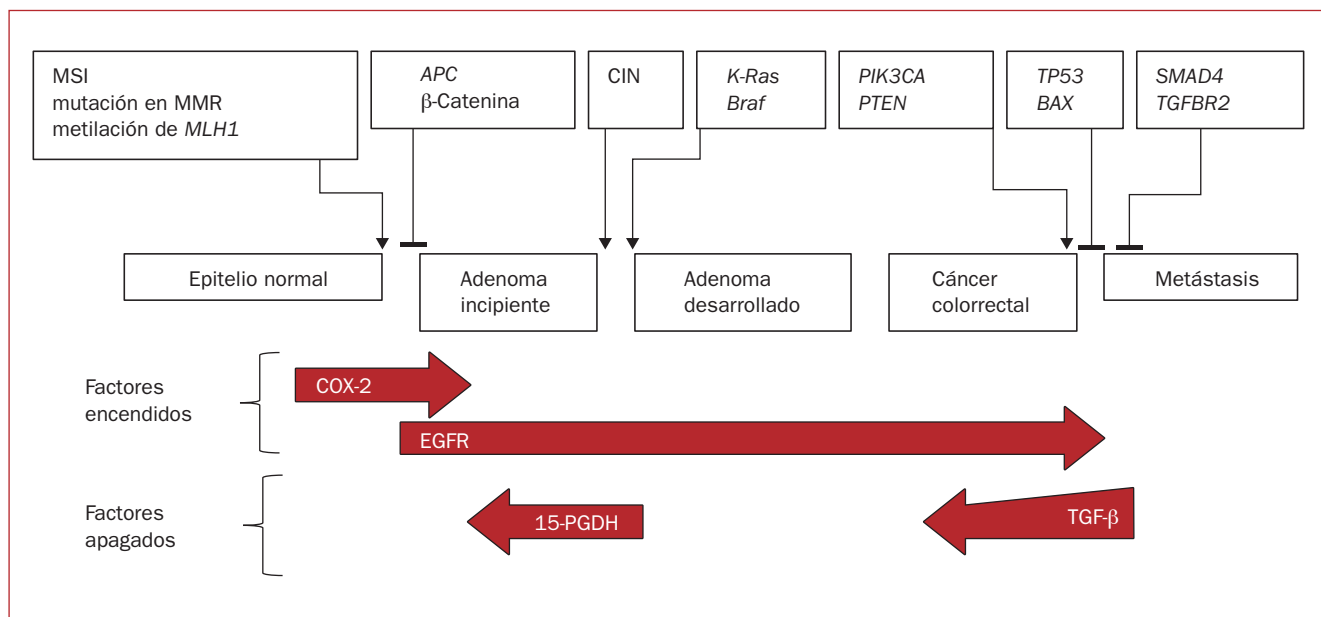 MSI
mutación en MMR
metilación de MLH1
APC
β-Catenina
CIN
K-Ras
Braf
PIK3CA
PTEN
TP53
BAX
SMAD4
TGFBR2
Epitelio normal
Adenoma
incipiente
Adenoma
desarrollado
Cáncer
colorrectal
Metástasis
Factores
encendidos
COX-2
EGFR
Factores
apagados
15-PGDH
TGF-β